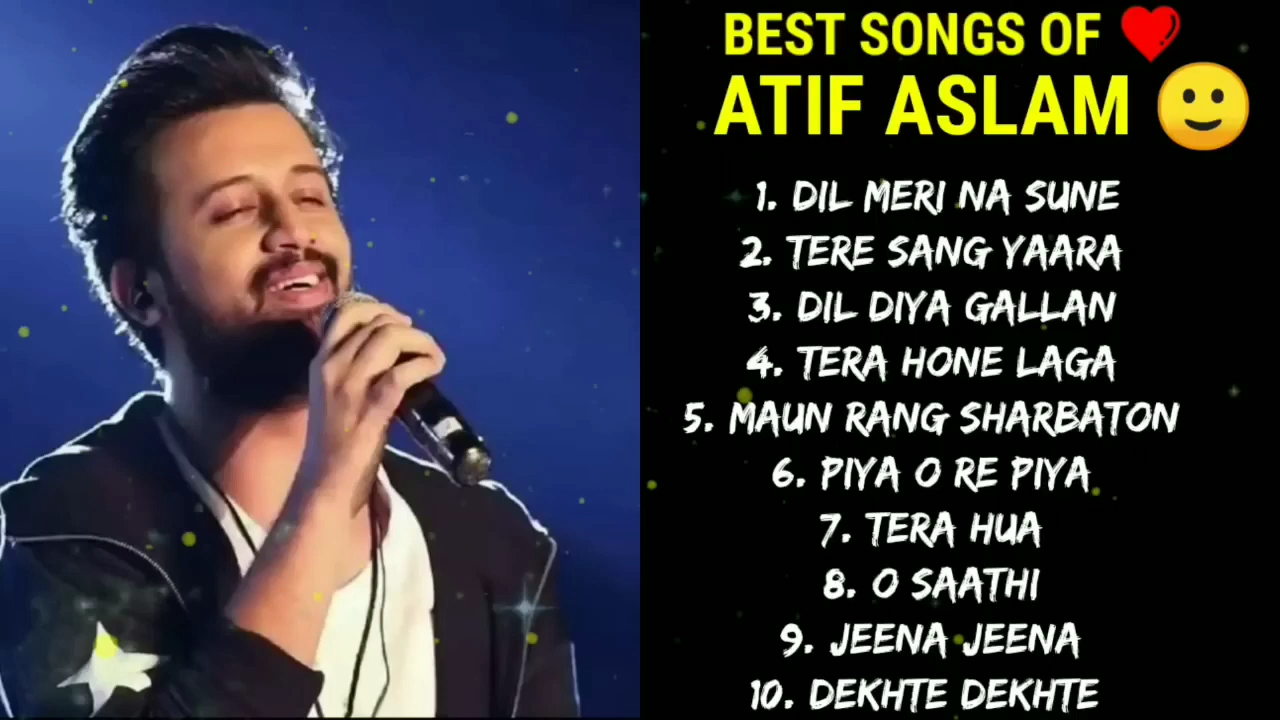 BEST SONGS OF
ATIF ASLAM
1. DIL MERI NA SUNE
2. TERE SANG YAARA
3. DIL DIYA GALLAN
4. TERA HONE LAGA
5. MAUN RANG SHARBATON
6. PIYA O RE PIYA
7. TERA HUA
8. O SAATHI
9. JEENA JEENA
10. DEKHTE DEKHTE